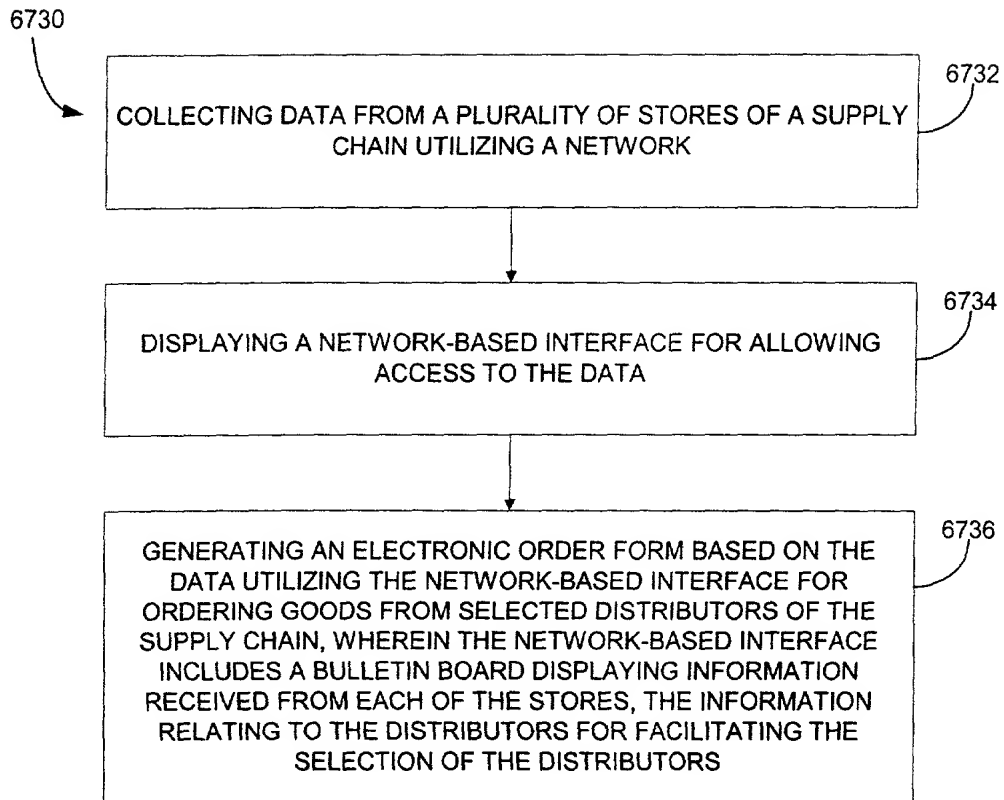 6730
6732
COLLECTING DATA FROM A PLURALITY OF STORES OF A SUPPLY
CHAIN UTILIZING A NETWORK
6734
DISPLAYING A NETWORK-BASED INTERFACE FOR ALLOWING
ACCESS TO THE DATA
6736
GENERATING AN ELECTRONIC ORDER FORM BASED ON THE
DATA UTILIZING THE NETWORK-BASED INTERFACE FOR
ORDERING GOODS FROM SELECTED DISTRIBUTORS OF THE
SUPPLY CHAIN, WHEREIN THE NETWORK-BASED INTERFACE
INCLUDES A BULLETIN BOARD DISPLAYING INFORMATION
RECEIVED FROM EACH OF THE STORES, THE INFORMATION
RELATING TO THE DISTRIBUTORS FOR FACILITATING THE
SELECTION OF THE DISTRIBUTORS